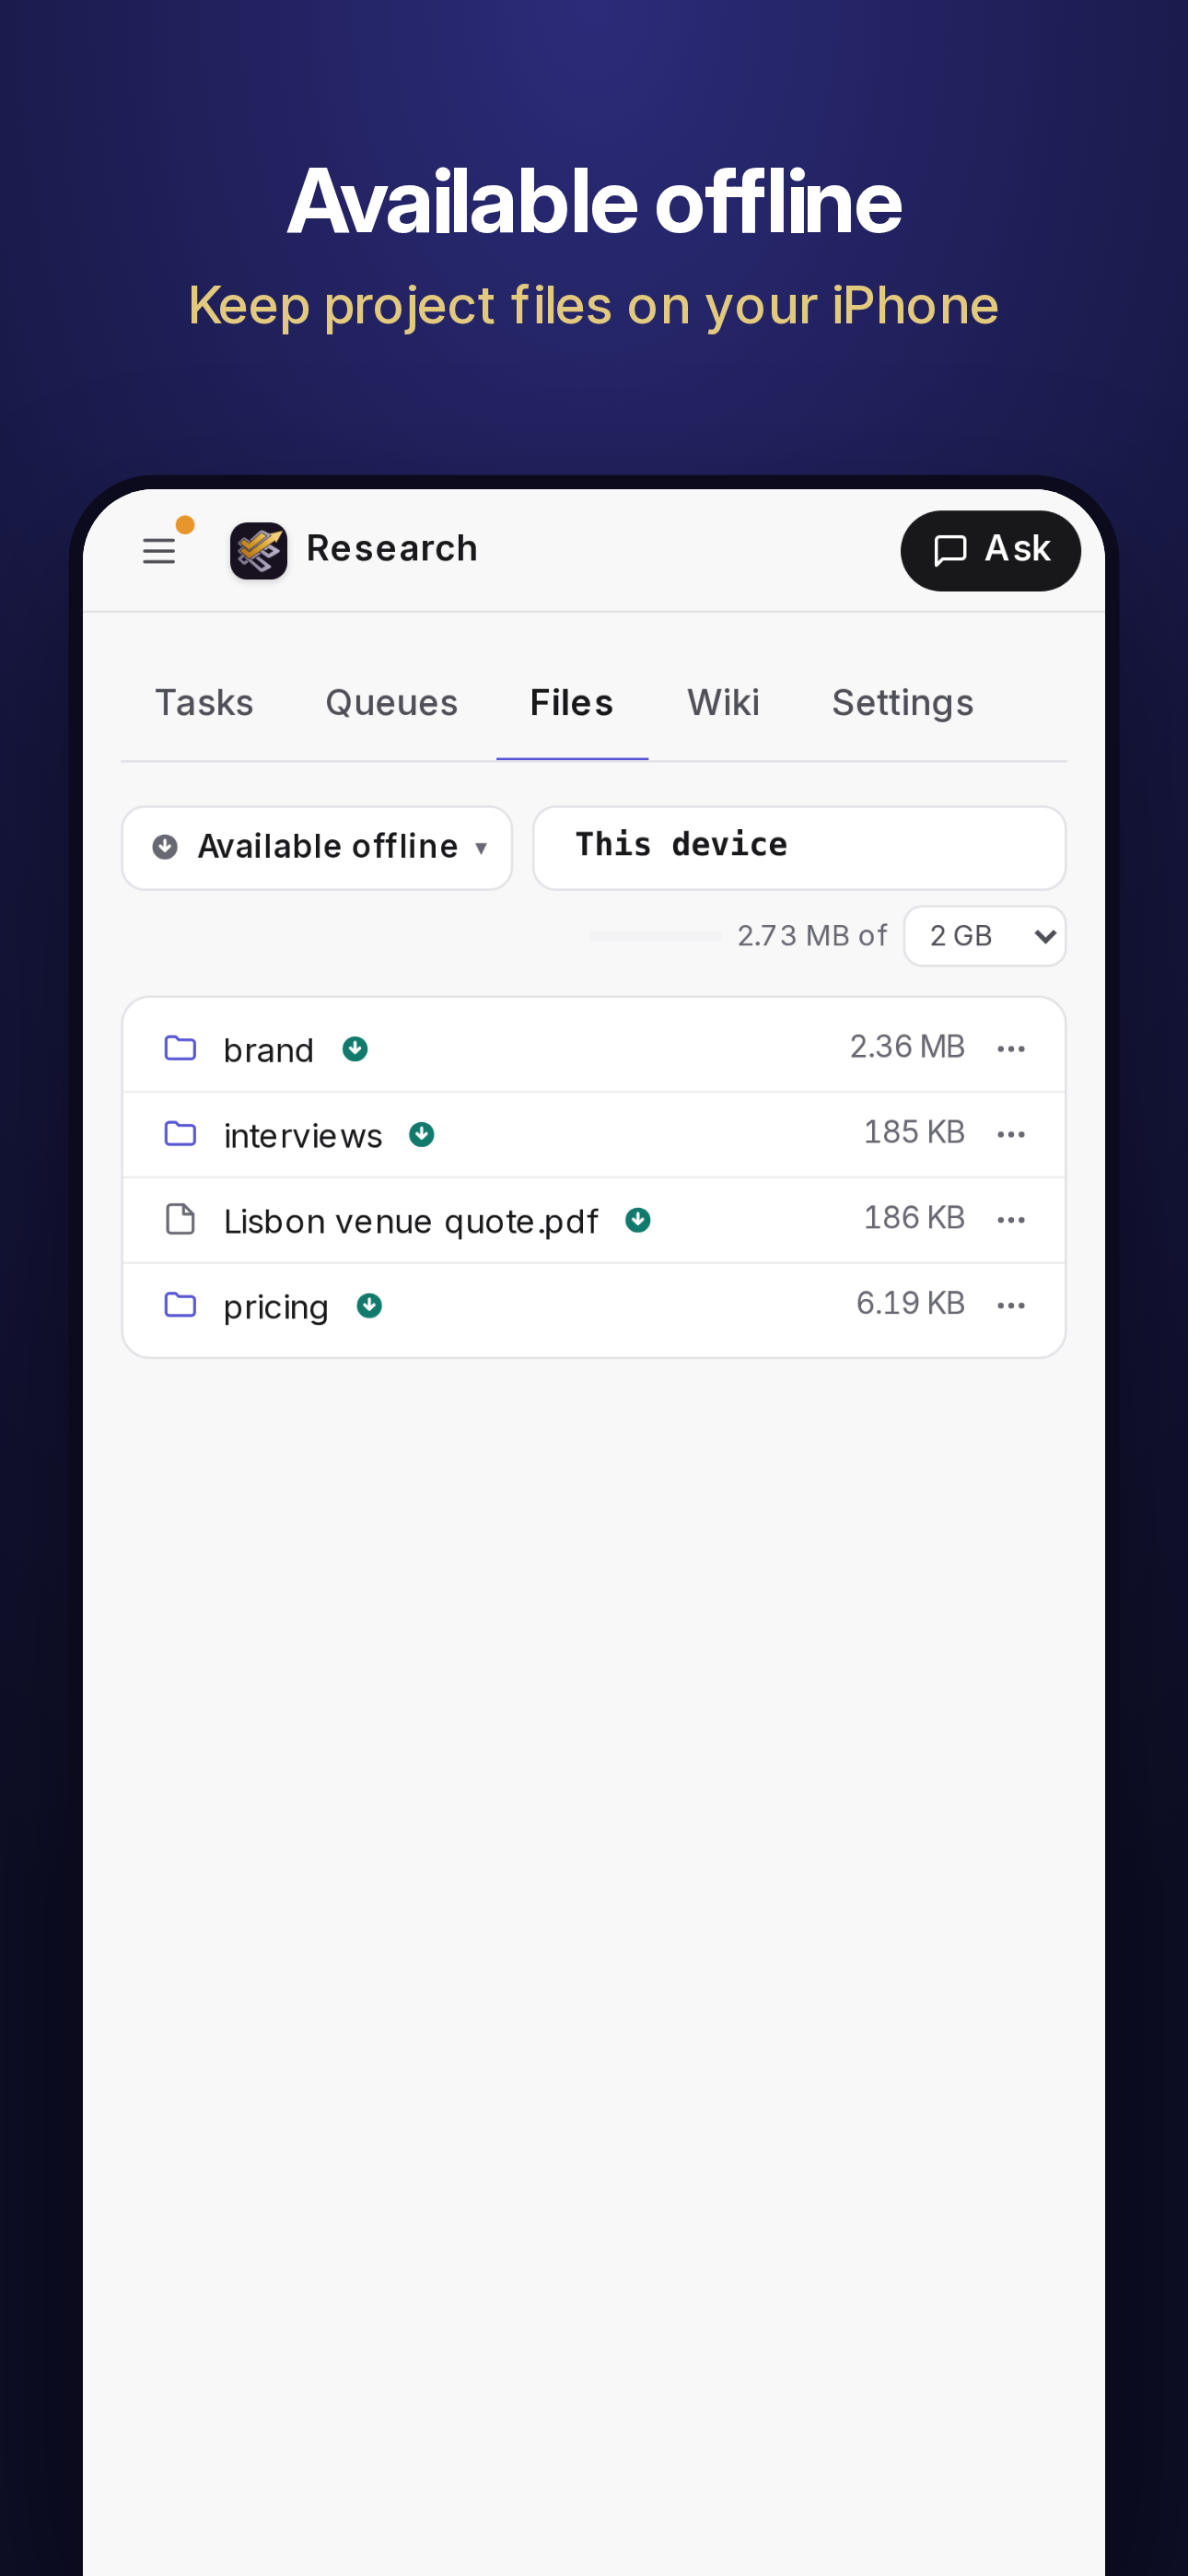 Available offline
Keep project files on your iPhone
Research
Ask
Tasks Queues Files Wiki Settings
Available offline ▾ This device
2.73 MB of 2 GB
brand 2.36 MB
interviews 185 KB
Lisbon venue quote.pdf 186 KB
pricing 6.19 KB